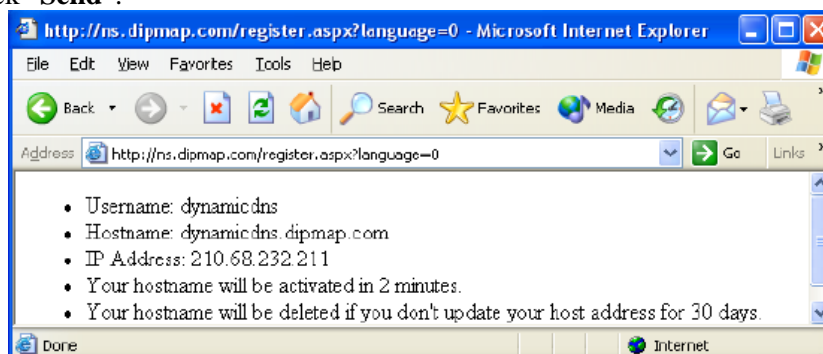 ck "Send".
http://ns.dipmap.com/register.aspx?language=0 - Microsoft Internet Explorer
File Edit View Favorites Tools Help
Back Search Favorites Media
Address http://ns.dipmap.com/register.aspx?language=0 Go Links
• Username: dynamicdns
• Hostname: dynamicdns.dipmap.com
• IP Address: 210.68.232.211
• Your hostname will be activated in 2 minutes.
• Your hostname will be deleted if you don't update your host address for 30 days.
Done Internet